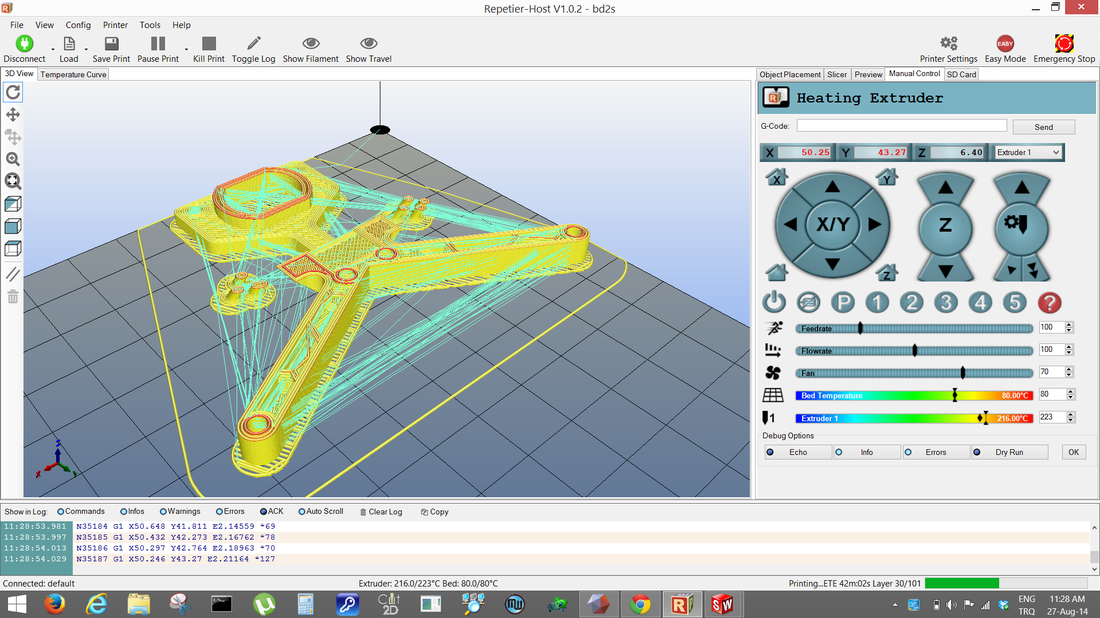 Repetier-Host V1.0.2 - bd2s
File View Config Printer Tools Help
Disconnect Load Save Print Pause Print Kill Print Toggle Log Show Filament Show Travel Printer Settings EASY Easy Mode Emergency Stop
3D View Temperature Curve
Object Placement Slicer Preview Manual Control SD Card
Heating Extruder
G-Code: Send
X 50.25 Y 43.27 Z 6.40 Extruder 1
X Y
X/Y Z
Z
P 1 2 3 4 5 ?
Feedrate 100
Flowrate 100
Fan 70
Bed Temperature 80.00°C 80
1 Extruder 1 216.00°C 223
Debug Options
Echo Info Errors Dry Run OK
Show in Log: Commands Infos Warnings Errors ACK Auto Scroll Clear Log Copy
11:28:53.981 N35184 G1 X50.648 Y41.811 E2.14559 *69
11:28:53.997 N35185 G1 X50.432 Y42.273 E2.16762 *78
11:28:54.013 N35186 G1 X50.297 Y42.764 E2.18963 *70
11:28:54.029 N35187 G1 X50.246 Y43.27 E2.21164 *127
Connected: default Extruder: 216.0/223°C Bed: 80.0/80°C Printing...ETE 42m:02s Layer 30/101
ENG 11:28 AM
TRQ 27-Aug-14